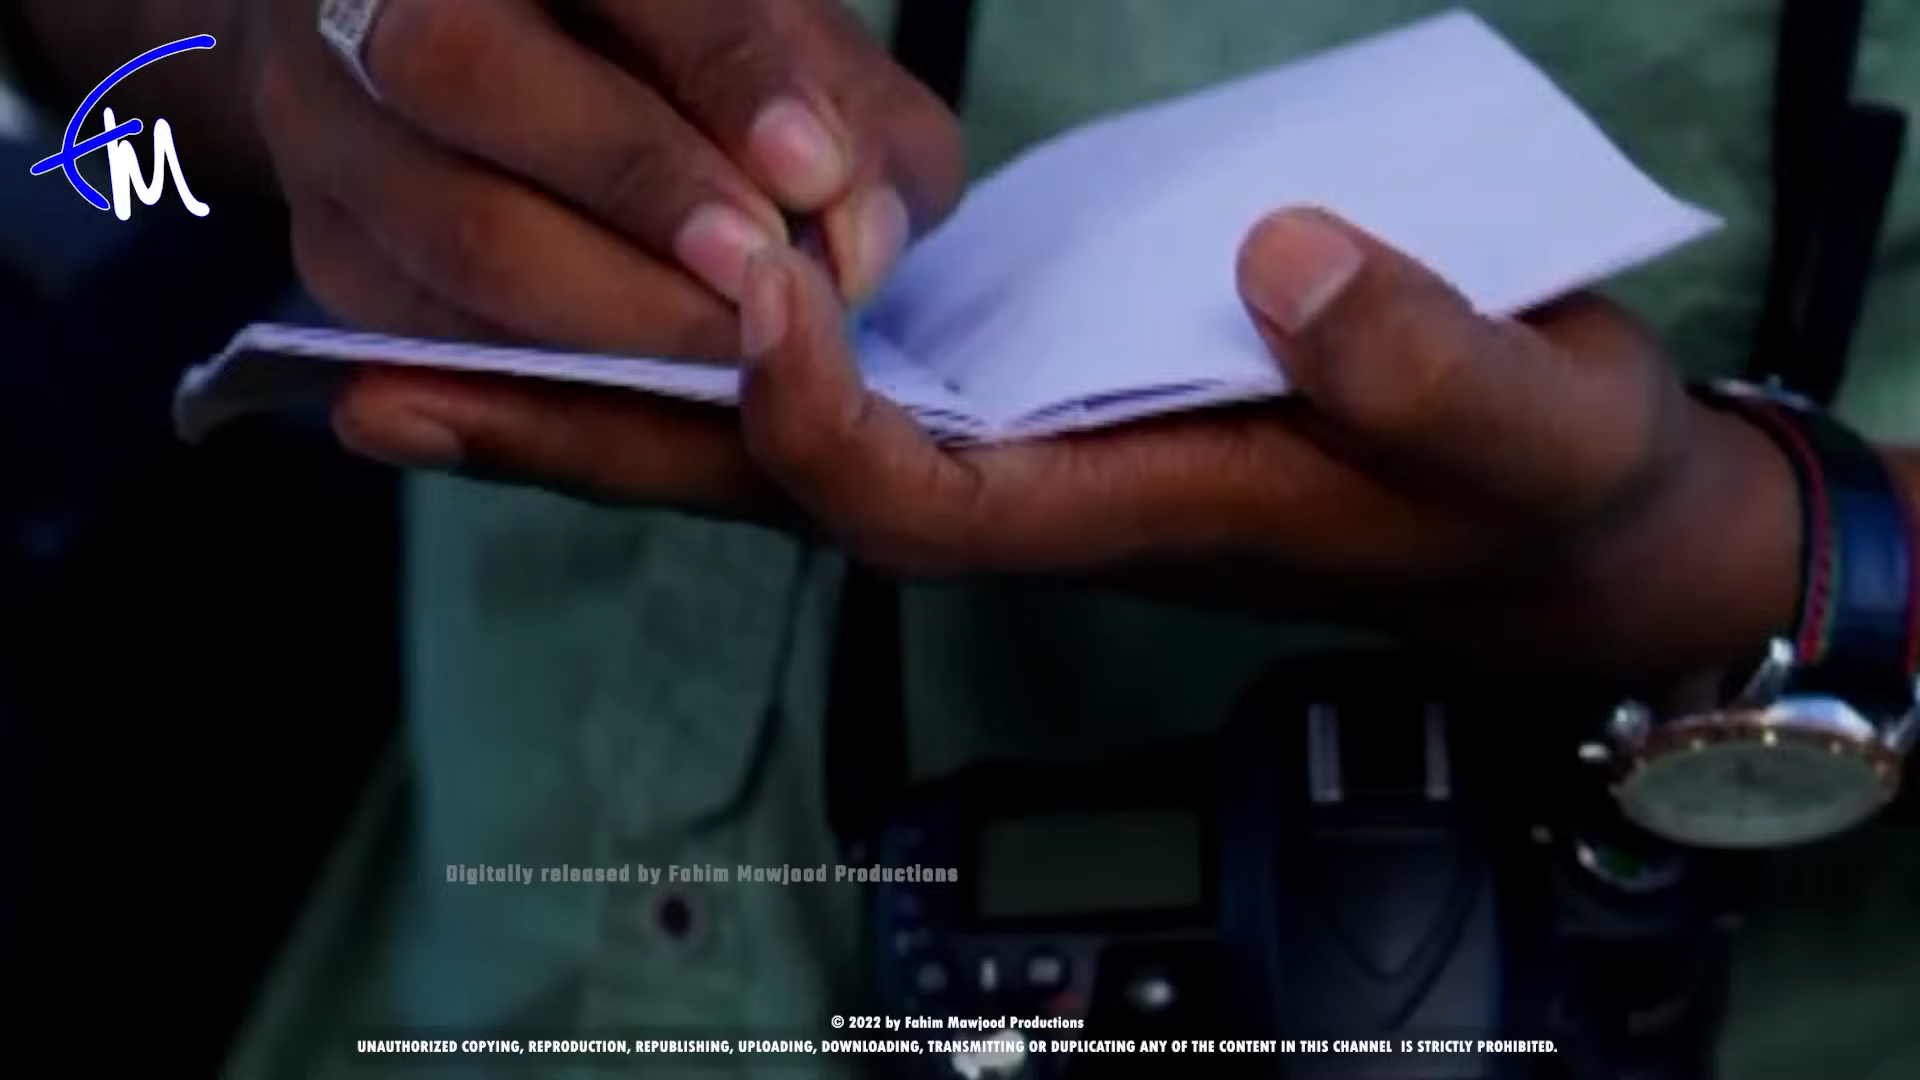 FM
Digitally released by Fahim Mawjood Productions
© 2022 by Fahim Mawjood Productions
UNAUTHORIZED COPYING, REPRODUCTION, REPUBLISHING, UPLOADING, DOWNLOADING, TRANSMITTING OR DUPLICATING ANY OF THE CONTENT IN THIS CHANNEL IS STRICTLY PROHIBITED.